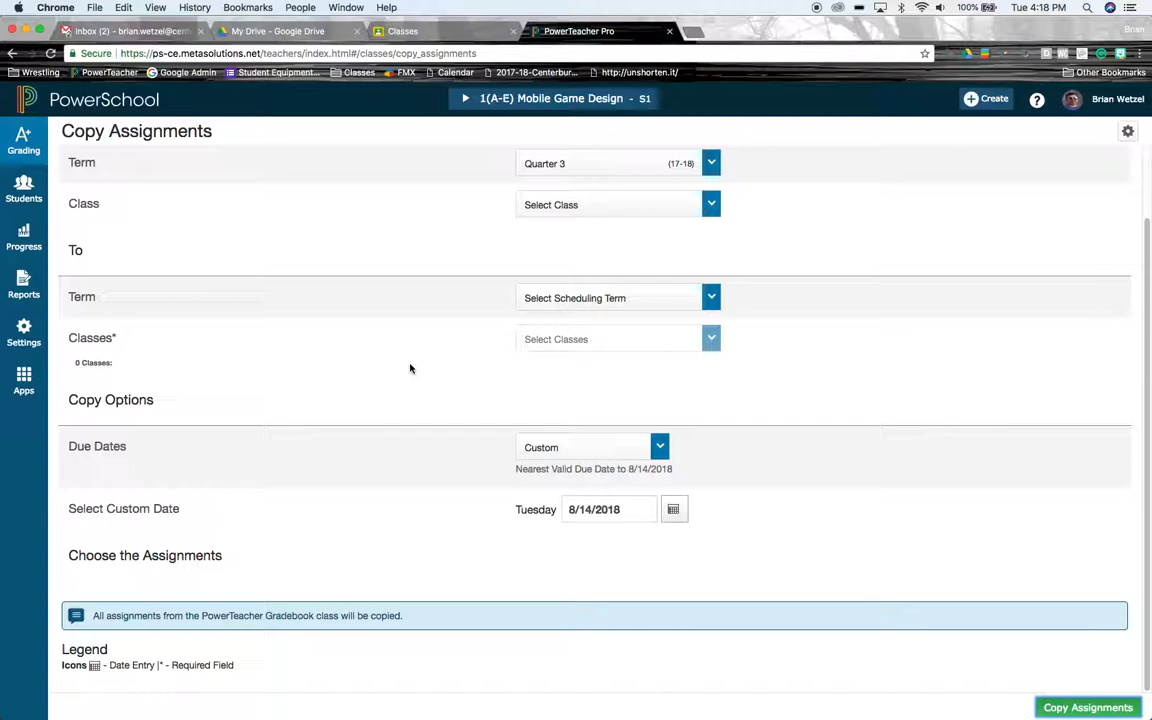 Chrome File Edit View History Bookmarks People Window Help 100% Tue 4:18 PM
Inbox - brian.wetzel@cent × My Drive - Google Drive × Classes × PowerTeacher Pro × Brian
Secure https://ps-ce.metasolutions.net/teachers/index.html#/classes/copy_assignments
Wrestling PowerTeacher Google Admin Student Equipment... Classes FMX Calendar 2017-18-Centerbur... http://unshorten.it/ Other Bookmarks
PowerSchool 1(A-E) Mobile Game Design - S1 Create ? Brian Wetzel
A+
Grading
Students
Progress
Reports
Settings
Apps
Copy Assignments
Term Quarter 3 (17-18)
Class Select Class
To
Term Select Scheduling Term
Classes* Select Classes
0 Classes:
Copy Options
Due Dates Custom
Nearest Valid Due Date to 8/14/2018
Select Custom Date Tuesday 8/14/2018
Choose the Assignments
All assignments from the PowerTeacher Gradebook class will be copied.
Legend
Icons - Date Entry |* - Required Field
Copy Assignments